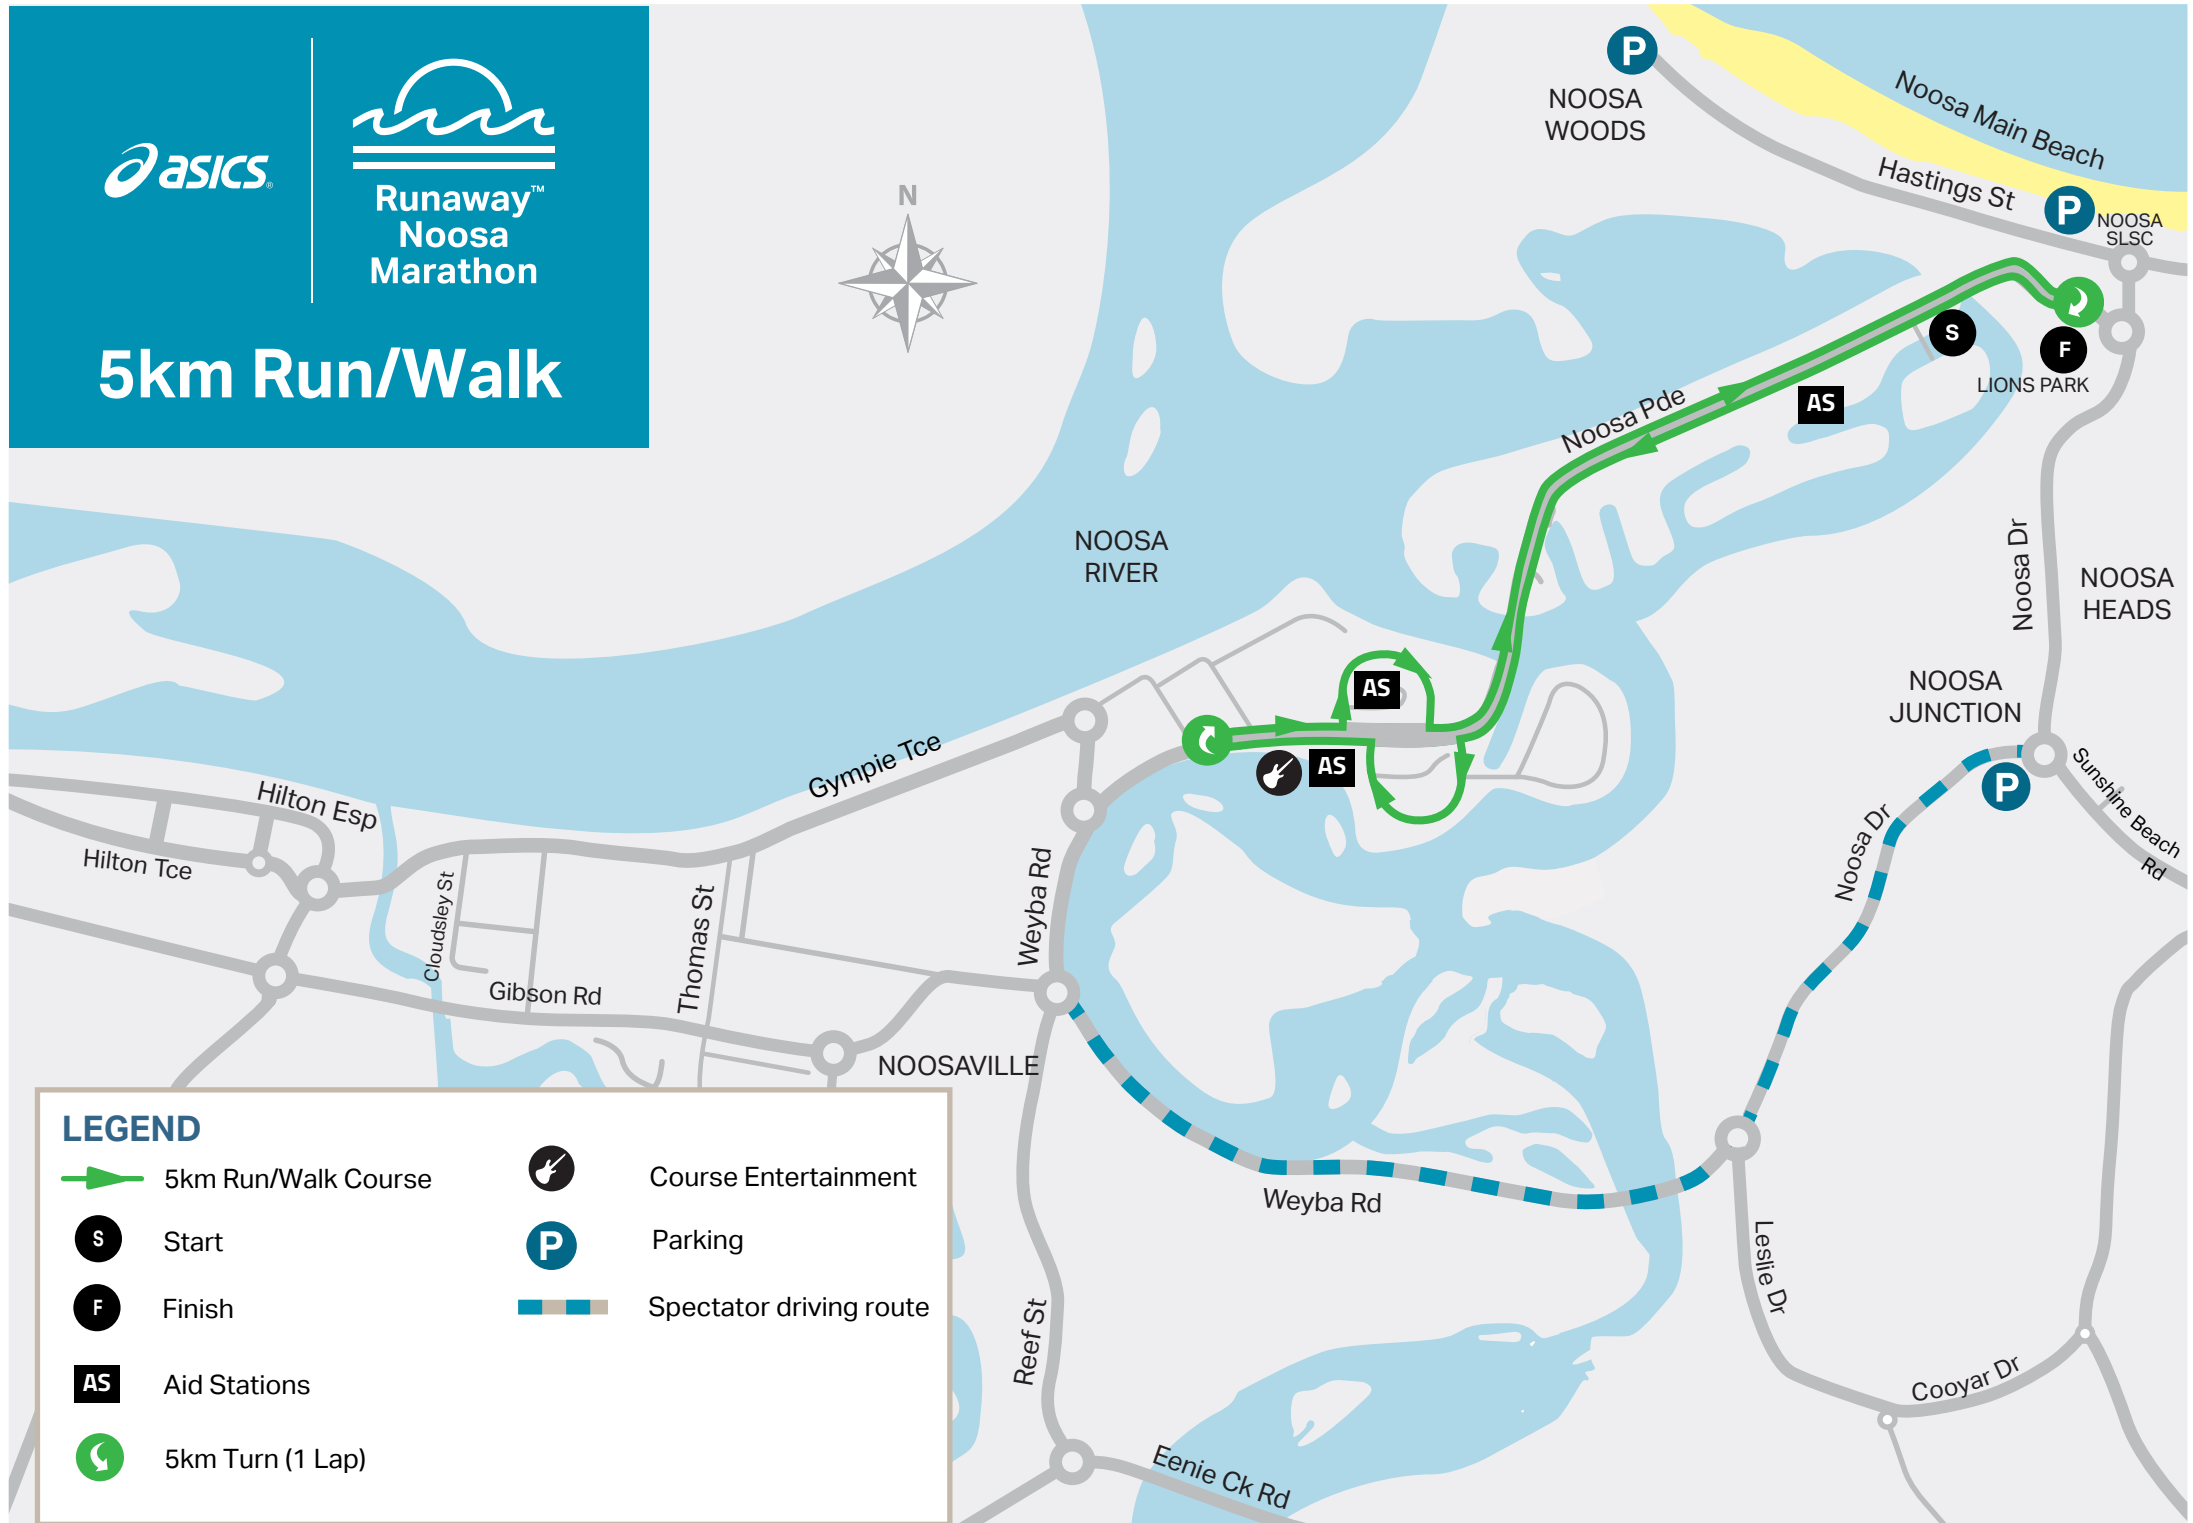 asics
Runaway™
Noosa
Marathon
5km Run/Walk
N
P
NOOSA
WOODS
Noosa Main Beach
Hastings St
P
NOOSA
SLSC
S
F
LIONS PARK
AS
Noosa Pde
NOOSA
RIVER
Noosa Dr
NOOSA
HEADS
NOOSA
JUNCTION
AS
AS
P
Sunshine Beach
Rd
Gympie Tce
Hilton Esp
Hilton Tce
Noosa Dr
Cloudsley St
Thomas St
Weyba Rd
Gibson Rd
NOOSAVILLE
Weyba Rd
Leslie Dr
Reef St
Cooyar Dr
Eenie Ck Rd
LEGEND
5km Run/Walk Course
S Start
F Finish
AS Aid Stations
5km Turn (1 Lap)
Course Entertainment
P Parking
Spectator driving route